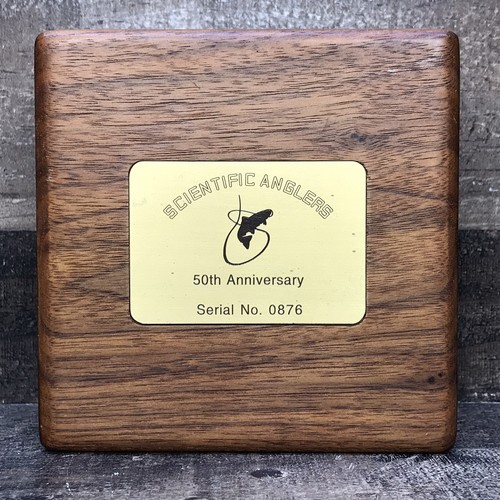 SCIENTIFIC ANGLERS
50th Anniversary
Serial No. 0876